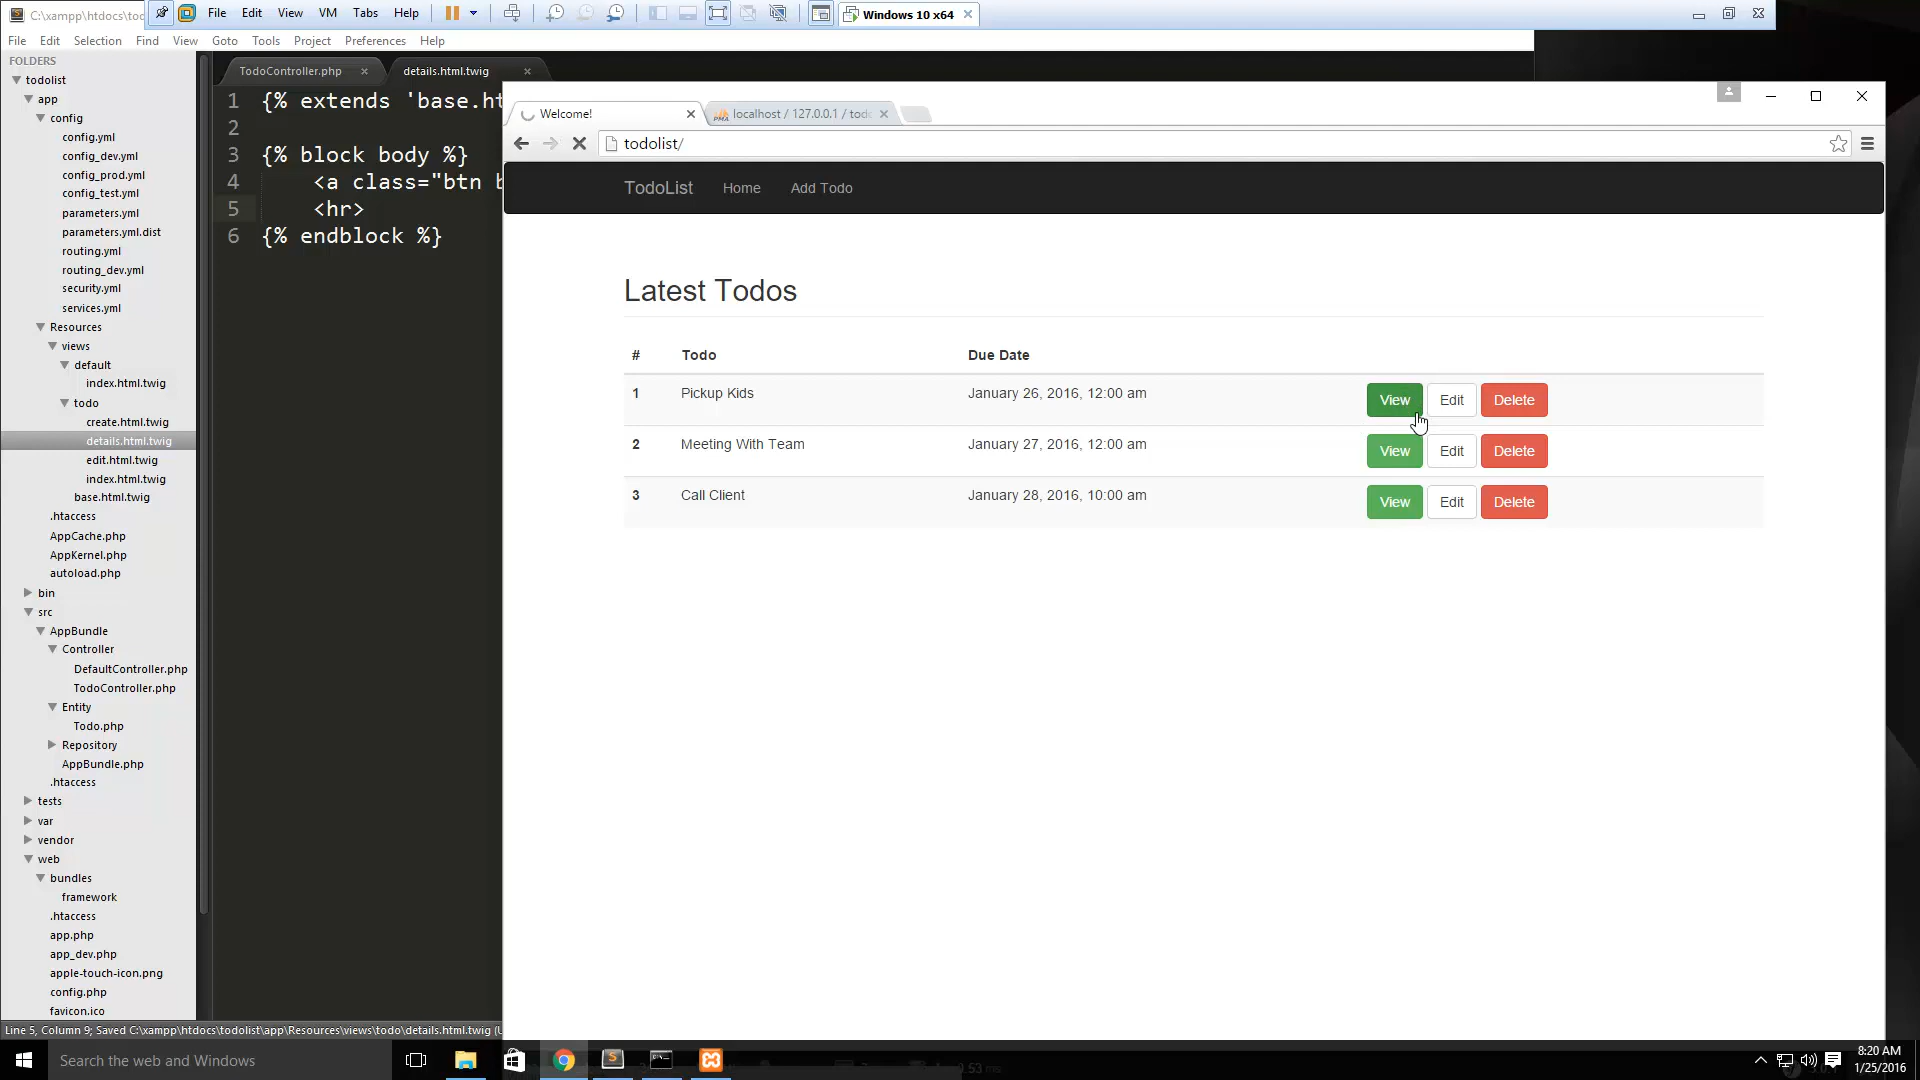 C:\xampp\htdocs\todo
File Edit View VM Tabs Help
Windows 10 x64
File Edit Selection Find View Goto Tools Project Preferences Help
FOLDERS
todolist
app
config
config.yml
config_dev.yml
config_prod.yml
config_test.yml
parameters.yml
parameters.yml.dist
routing.yml
routing_dev.yml
security.yml
services.yml
Resources
views
default
index.html.twig
todo
create.html.twig
details.html.twig
edit.html.twig
index.html.twig
base.html.twig
.htaccess
AppCache.php
AppKernel.php
autoload.php
bin
src
AppBundle
Controller
DefaultController.php
TodoController.php
Entity
Todo.php
Repository
AppBundle.php
.htaccess
tests
var
vendor
web
bundles
framework
.htaccess
app.php
app_dev.php
apple-touch-icon.png
config.php
favicon.ico
TodoController.php
details.html.twig
1 {% extends 'base.ht
2
3 {% block body %}
4 <a class="btn b
5 <hr>
6 {% endblock %}
Welcome!
localhost / 127.0.0.1 / todo
todolist/
TodoList Home Add Todo
Latest Todos
# Todo Due Date
1 Pickup Kids January 26, 2016, 12:00 am View Edit Delete
2 Meeting With Team January 27, 2016, 12:00 am View Edit Delete
3 Call Client January 28, 2016, 10:00 am View Edit Delete
Line 5, Column 9; Saved C:\xampp\htdocs\todolist\app\Resources\views\todo\details.html.twig (U
Search the web and Windows
8:20 AM
1/25/2016